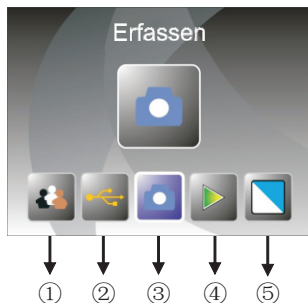 Erfassen
① ② ③ ④ ⑤